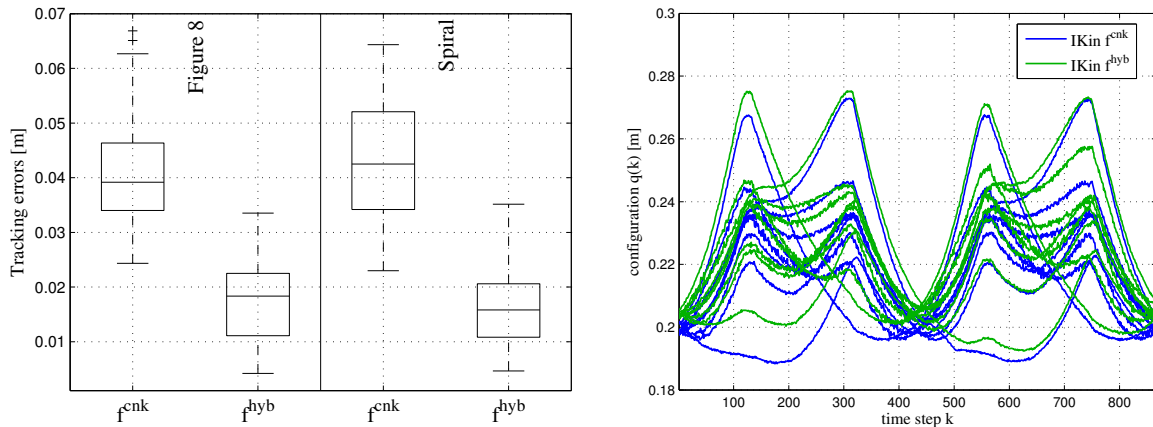 0.07
0.06
0.05
0.04
0.03
0.02
0.01
Tracking errors [m]
Figure 8
Spiral
f^cnk
f^hyb
f^cnk
f^hyb
0.3
0.28
0.26
0.24
0.22
0.2
0.18
configuration q(k) [m]
IKin f^cnk
IKin f^hyb
100 200 300 400 500 600 700 800
time step k